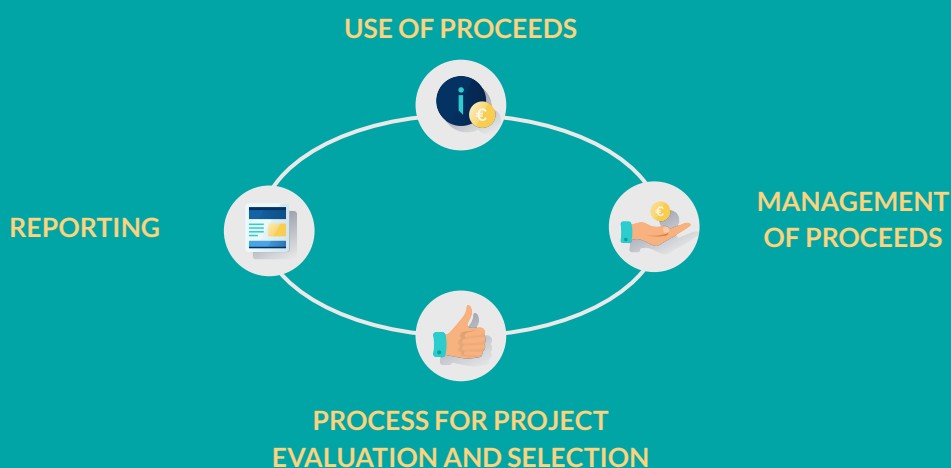 USE OF PROCEEDS
REPORTING
MANAGEMENT
OF PROCEEDS
PROCESS FOR PROJECT
EVALUATION AND SELECTION